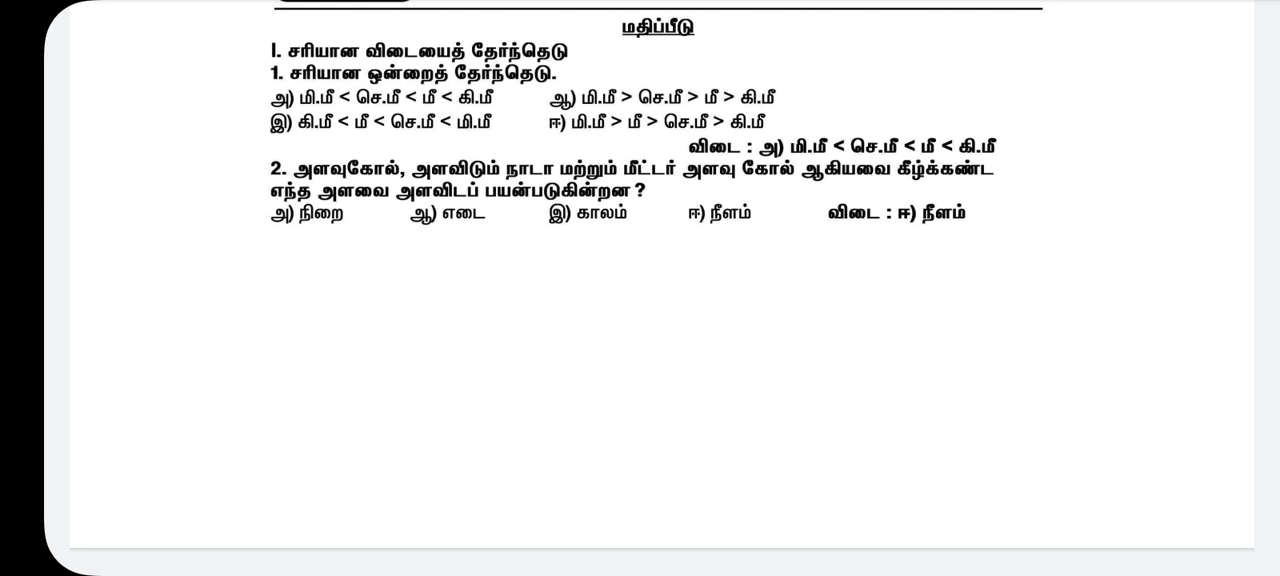 மதிப்பீடு
I. சரியான விடையைத் தேர்ந்தெடு
1. சரியான ஒன்றைத் தேர்ந்தெடு.
அ) மி.மீ < செ.மீ < மீ < கி.மீ ஆ) மி.மீ > செ.மீ > மீ > கி.மீ
இ) கி.மீ < மீ < செ.மீ < மி.மீ ஈ) மி.மீ > மீ > செ.மீ > கி.மீ
விடை : அ) மி.மீ < செ.மீ < மீ < கி.மீ
2. அளவுகோல், அளவிடும் நாடா மற்றும் மீட்டர் அளவு கோல் ஆகியவை கீழ்க்கண்ட
எந்த அளவை அளவிடப் பயன்படுகின்றன ?
அ) நிறை ஆ) எடை இ) காலம் ஈ) நீளம் விடை : ஈ) நீளம்